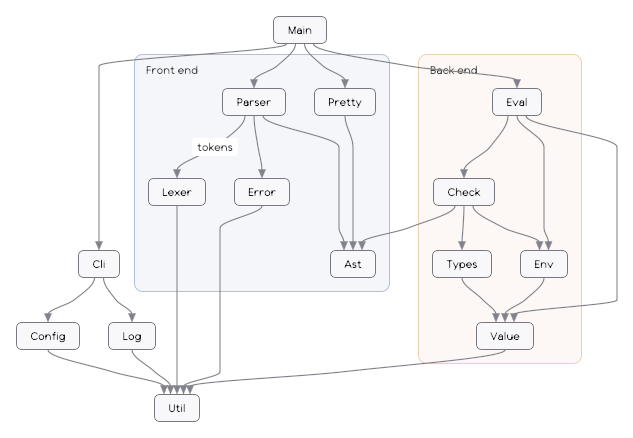 Main
Front end
Back end
Parser
Pretty
Eval
tokens
Lexer
Error
Check
Cli
Ast
Types
Env
Config
Log
Value
Util